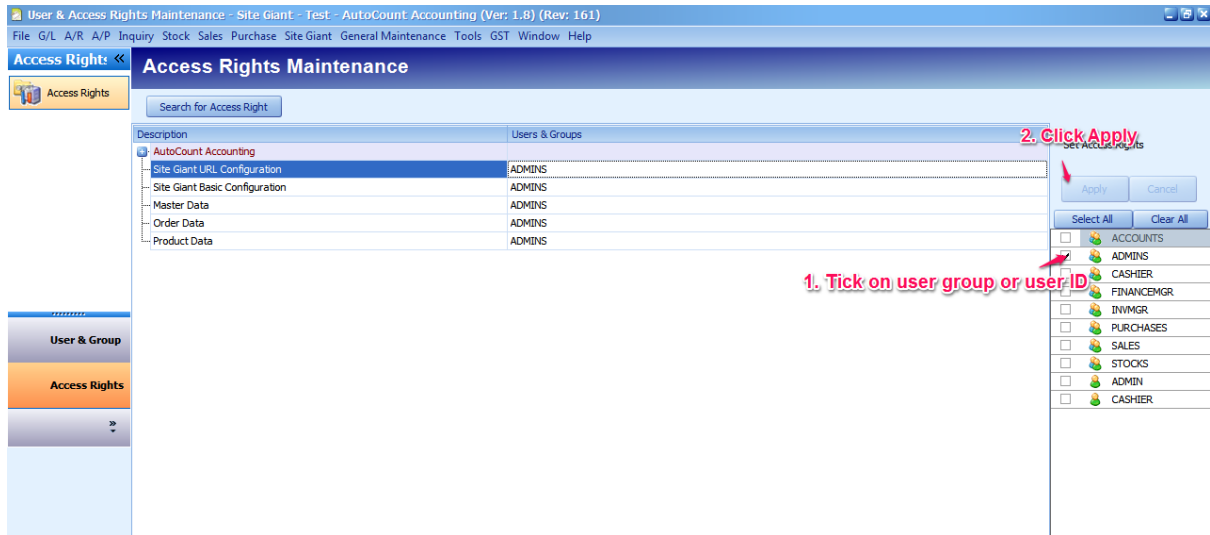 User & Access Rights Maintenance - Site Giant - Test - AutoCount Accounting (Ver: 1.8) (Rev: 161)
File G/L A/R A/P Inquiry Stock Sales Purchase Site Giant General Maintenance Tools GST Window Help
Access Rights «
Access Rights Maintenance
Access Rights
Search for Access Right
Description Users & Groups
2. Click Apply
Set Access Rights
AutoCount Accounting
Site Giant URL Configuration ADMINS
Site Giant Basic Configuration ADMINS
Master Data ADMINS
Order Data ADMINS
Product Data ADMINS
Apply Cancel
Select All Clear All
ACCOUNTS
ADMINS
CASHIER
1. Tick on user group or user ID
FINANCEMGR
INVMGR
PURCHASES
SALES
STOCKS
ADMIN
CASHIER
User & Group
Access Rights
»